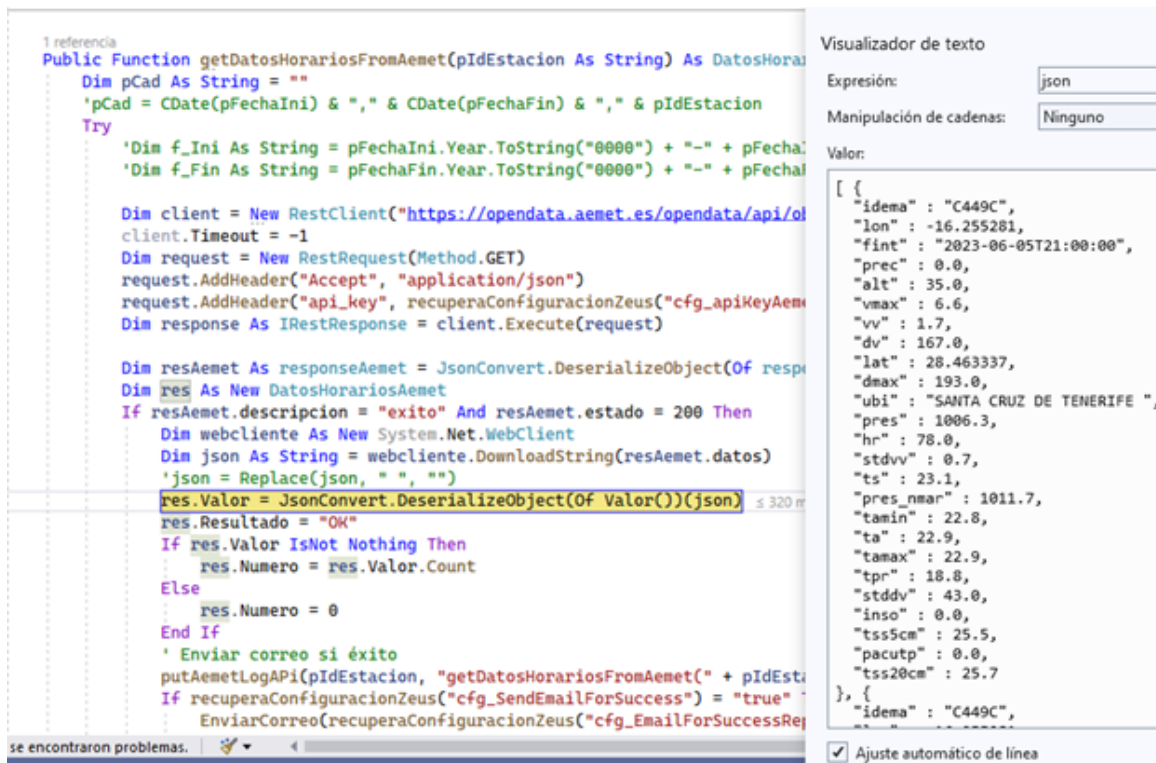 1 referencia
Public Function getDatosHorariosFromAemet(pIdEstacion As String) As DatosHorar
Dim pCad As String = ""
'pCad = CDate(pFechaIni) & "," & CDate(pFechaFin) & "," & pIdEstacion
Try
'Dim f_Ini As String = pFechaIni.Year.ToString("0000") + "-" + pFechaI
'Dim f_Fin As String = pFechaFin.Year.ToString("0000") + "-" + pFechaF
Dim client = New RestClient("https://opendata.aemet.es/opendata/api/ob
client.Timeout = -1
Dim request = New RestRequest(Method.GET)
request.AddHeader("Accept", "application/json")
request.AddHeader("api_key", recuperaConfiguracionZeus("cfg_apiKeyAeme
Dim response As IRestResponse = client.Execute(request)
Dim resAemet As responseAemet = JsonConvert.DeserializeObject(Of respo
Dim res As New DatosHorariosAemet
If resAemet.descripcion = "exito" And resAemet.estado = 200 Then
Dim webcliente As New System.Net.WebClient
Dim json As String = webcliente.DownloadString(resAemet.datos)
'json = Replace(json, " ", "")
res.Valor = JsonConvert.DeserializeObject(Of Valor())(json) ≤ 320 m
res.Resultado = "OK"
If res.Valor IsNot Nothing Then
res.Numero = res.Valor.Count
Else
res.Numero = 0
End If
' Enviar correo si éxito
putAemetLogAPi(pIdEstacion, "getDatosHorariosFromAemet(" + pIdEsta
If recuperaConfiguracionZeus("cfg_SendEmailForSuccess") = "true" T
EnviarCorreo(recuperaConfiguracionZeus("cfg_EmailForSuccessRep
se encontraron problemas.
Visualizador de texto
Expresión: json
Manipulación de cadenas: Ninguno
Valor:
[ {
"idema" : "C449C",
"lon" : -16.255281,
"fint" : "2023-06-05T21:00:00",
"prec" : 0.0,
"alt" : 35.0,
"vmax" : 6.6,
"vv" : 1.7,
"dv" : 167.0,
"lat" : 28.463337,
"dmax" : 193.0,
"ubi" : "SANTA CRUZ DE TENERIFE ",
"pres" : 1006.3,
"hr" : 78.0,
"stdvv" : 0.7,
"ts" : 23.1,
"pres_nmar" : 1011.7,
"tamin" : 22.8,
"ta" : 22.9,
"tamax" : 22.9,
"tpr" : 18.8,
"stddv" : 43.0,
"inso" : 0.0,
"tss5cm" : 25.5,
"pacutp" : 0.0,
"tss20cm" : 25.7
}, {
"idema" : "C449C",
Ajuste automático de línea